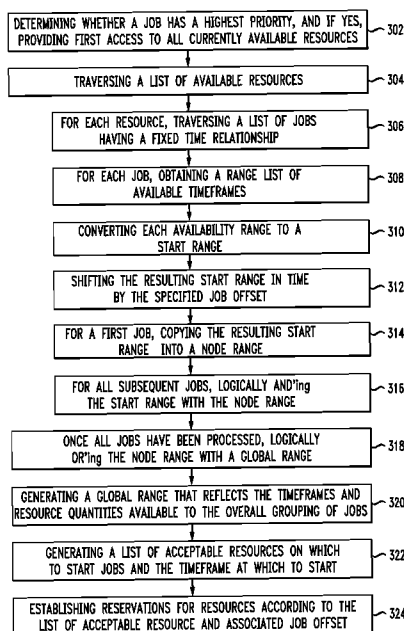 DETERMINING WHETHER A JOB HAS A HIGHEST PRIORITY, AND IF YES,
PROVIDING FIRST ACCESS TO ALL CURRENTLY AVAILABLE RESOURCES
302
TRAVERSING A LIST OF AVAILABLE RESOURCES
304
FOR EACH RESOURCE, TRAVERSING A LIST OF JOBS
HAVING A FIXED TIME RELATIONSHIP
306
FOR EACH JOB, OBTAINING A RANGE LIST OF
AVAILABLE TIMEFRAMES
308
CONVERTING EACH AVAILABILITY RANGE TO A
START RANGE
310
SHIFTING THE RESULTING START RANGE IN TIME
BY THE SPECIFIED JOB OFFSET
312
FOR A FIRST JOB, COPYING THE RESULTING START
RANGE INTO A NODE RANGE
314
FOR ALL SUBSEQUENT JOBS, LOGICALLY AND'ing
THE START RANGE WITH THE NODE RANGE
316
ONCE ALL JOBS HAVE BEEN PROCESSED, LOGICALLY
OR'ing THE NODE RANGE WITH A GLOBAL RANGE
318
GENERATING A GLOBAL RANGE THAT REFLECTS THE TIMEFRAMES AND
RESOURCE QUANTITIES AVAILABLE TO THE OVERALL GROUPING OF JOBS
320
GENERATING A LIST OF ACCEPTABLE RESOURCES ON WHICH
TO START JOBS AND THE TIMEFRAME AT WHICH TO START
322
ESTABLISHING RESERVATIONS FOR RESOURCES ACCORDING TO THE
LIST OF ACCEPTABLE RESOURCE AND ASSOCIATED JOB OFFSET
324